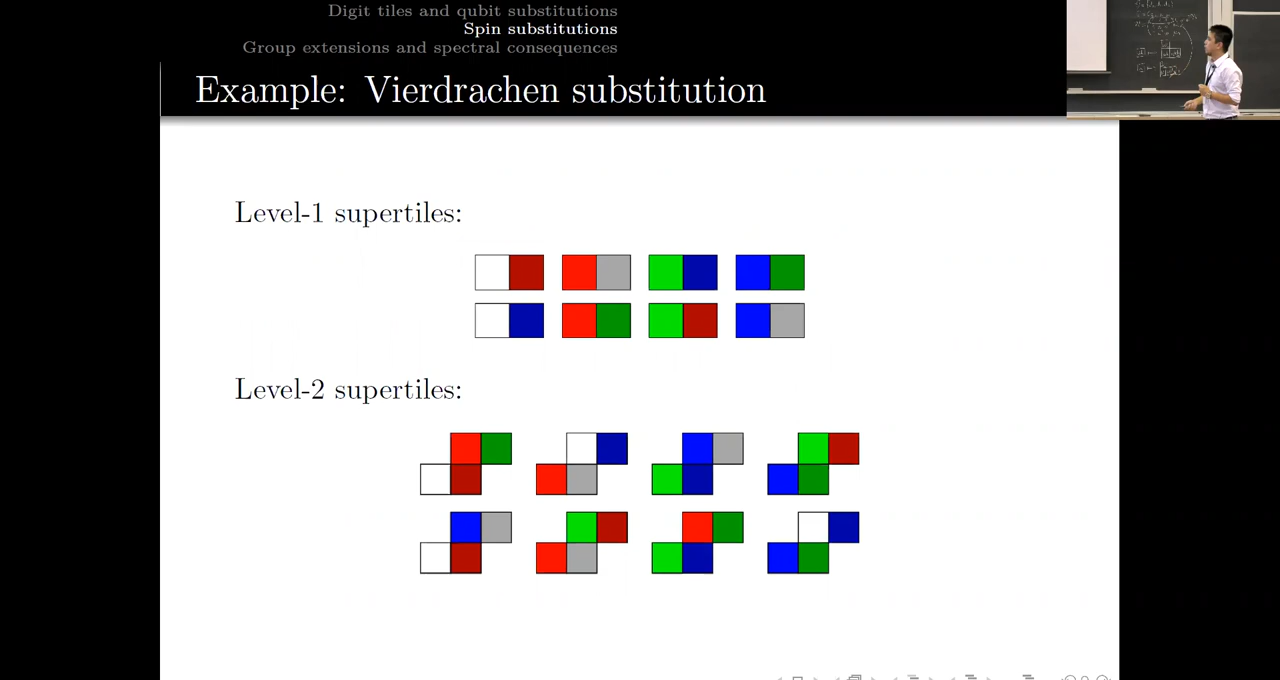 Digit tiles and qubit substitutions
Spin substitutions
Group extensions and spectral consequences
Example: Vierdrachen substitution
Level-1 supertiles:
Level-2 supertiles: